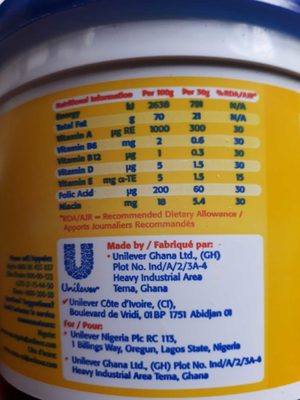 Nutritional Information Per 100g Per 30g %RDA/AJR*
Energy kJ 2638 791 N/A
Total Fat g 70 21 N/A
Vitamin A µg RE 1000 300 30
Vitamin B6 mg 2 0.6 30
Vitamin B12 µg 1 0.3 30
Vitamin D µg 5 1.5 30
Vitamin E mg α-TE 5 1.5 15
Folic Acid µg 200 60 30
Niacin mg 18 5.4 30
*RDA/AJR = Recommended Dietary Allowance /
Apports Journaliers Recommandés
Made by / Fabriqué par:
Unilever Ghana Ltd., (GH)
Plot No. Ind/A/2/3A-4
Heavy Industrial Area
Tema, Ghana
Unilever
Unilever Côte d'Ivoire, (CI),
Boulevard de Vridi, 01 BP 1751 Abidjan 01
For / Pour:
Unilever Nigeria Plc RC 113,
1 Billings Way, Oregun, Lagos State, Nigeria
Unilever Ghana Ltd., (GH) Plot No. Ind/A/2/3A-4
Heavy Industrial Area Tema, Ghana